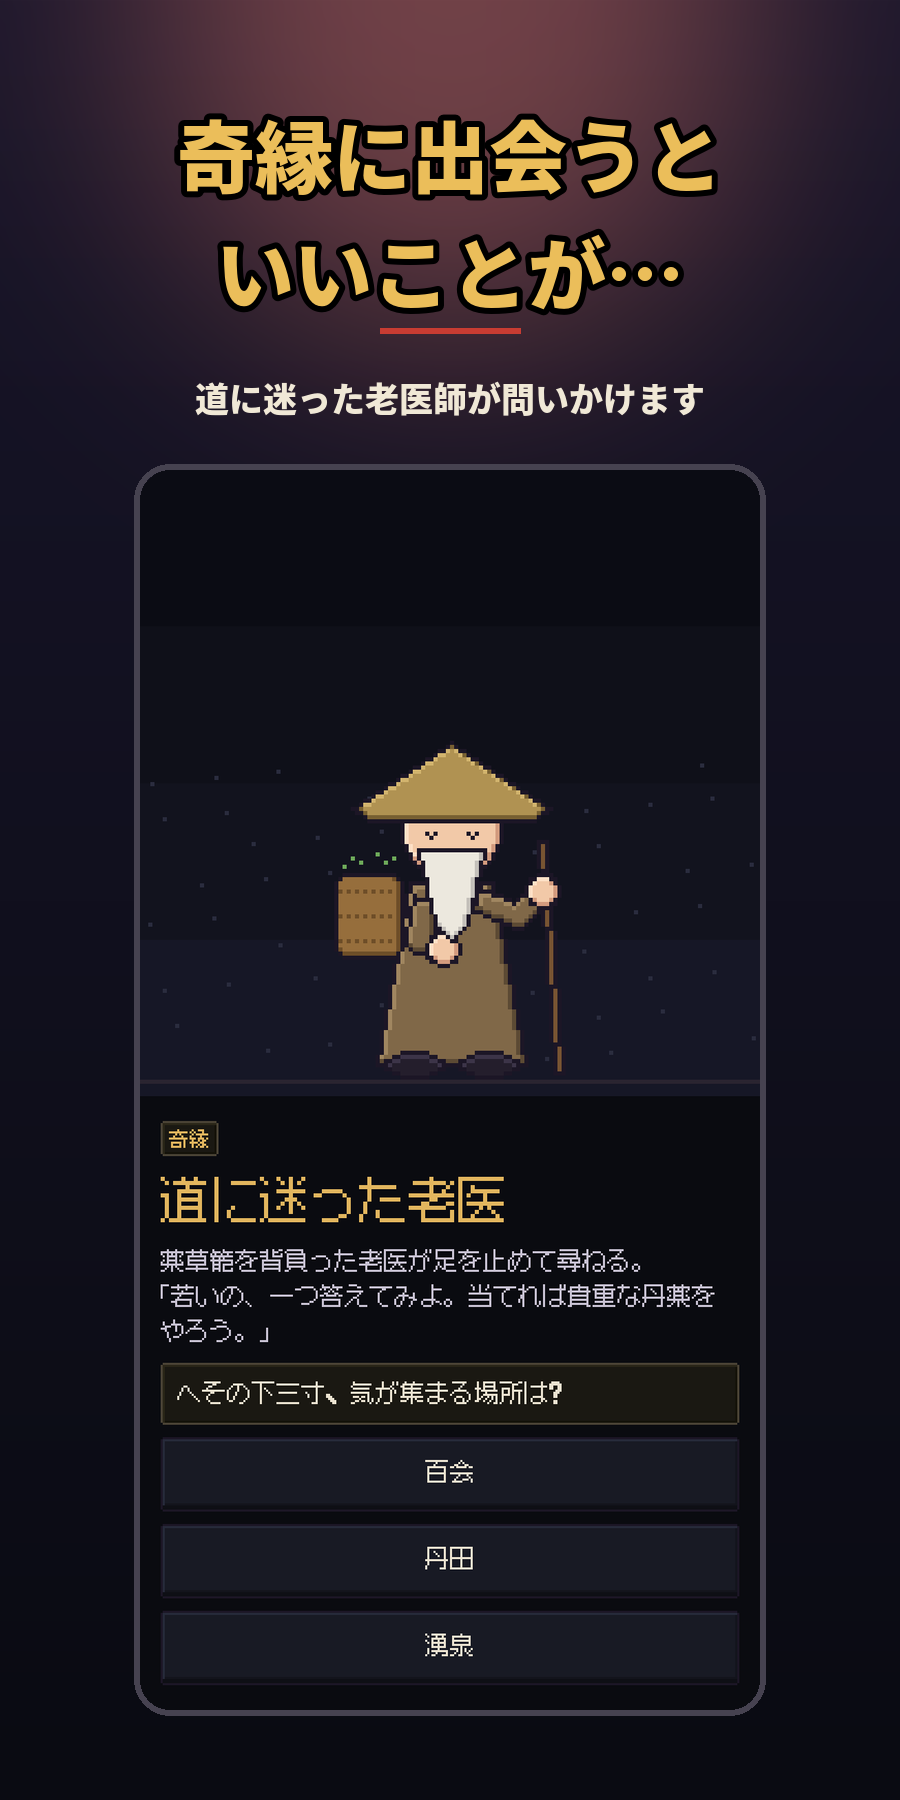 奇縁に出会うと
いいことが…
道に迷った老医師が問いかけます
奇縁
道に迷った老医
薬草籠を背負った老医が足を止めて尋ねる。
「若いの、一つ答えてみよ。当てれば貴重な丹薬を
やろう。」
へその下三寸、気が集まる場所は?
百会
丹田
湧泉